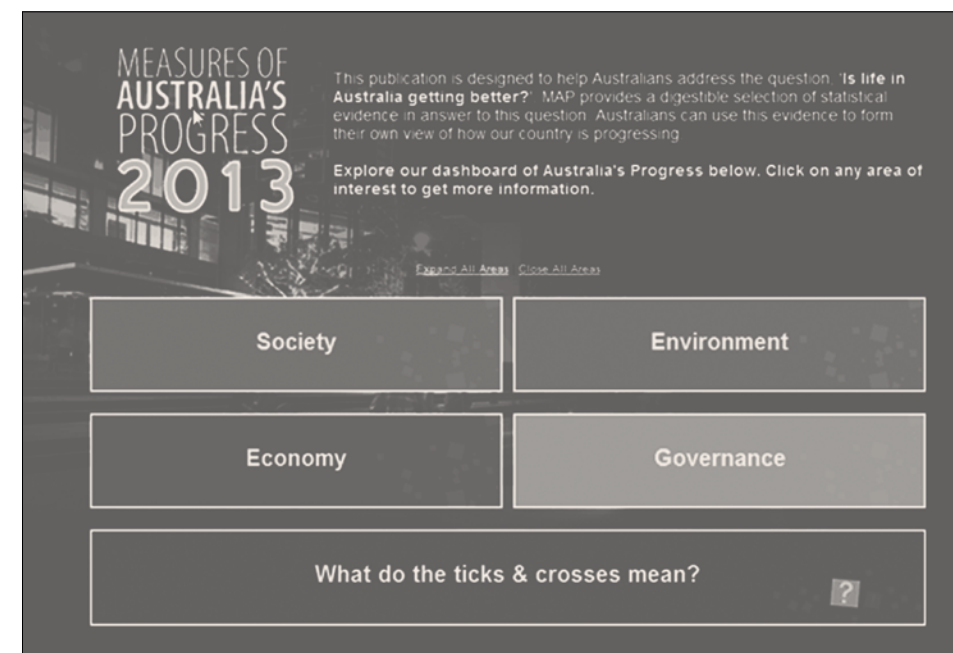 MEASURES OF
AUSTRALIA'S
PROGRESS
2013
This publication is designed to help Australians address the question, 'Is life in
Australia getting better?' MAP provides a digestible selection of statistical
evidence in answer to this question. Australians can use this evidence to form
their own view of how our country is progressing
Explore our dashboard of Australia's Progress below. Click on any area of
interest to get more information.
Expand All Areas Close All Areas
Society
Environment
Economy
Governance
What do the ticks & crosses mean?
?